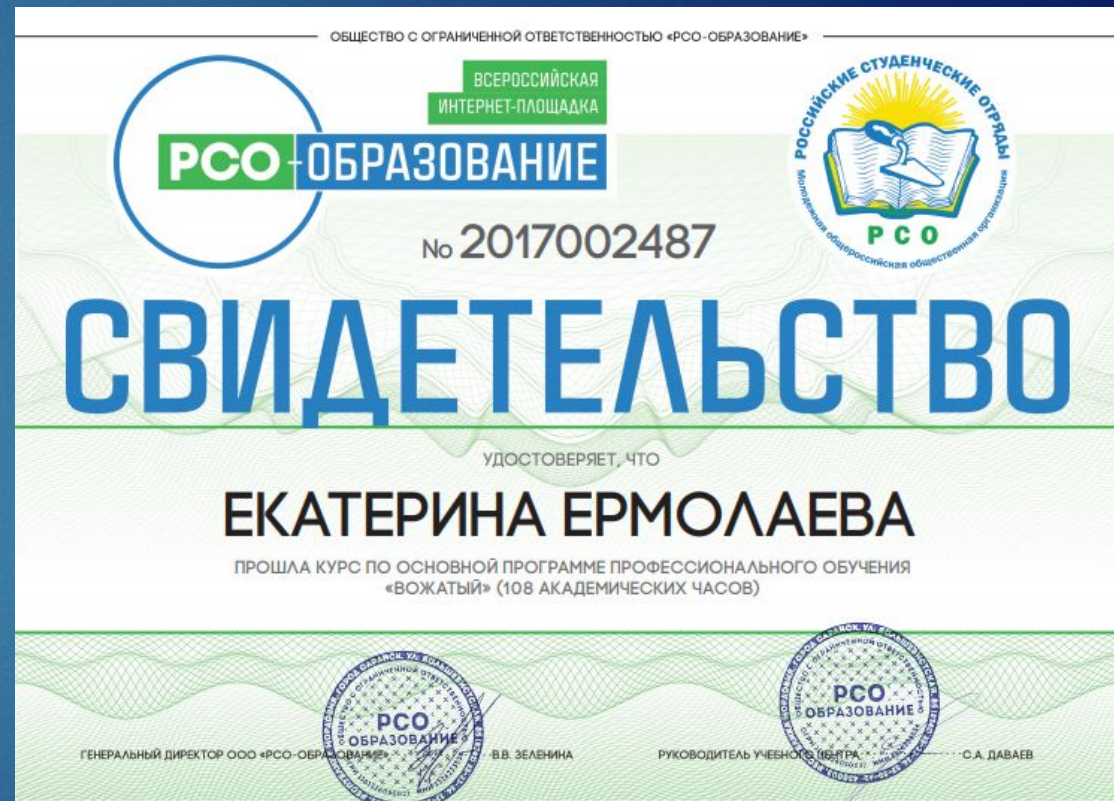 ОБЩЕСТВО С ОГРАНИЧЕННОЙ ОТВЕТСТВЕННОСТЬЮ «РСО-ОБРАЗОВАНИЕ»
ВСЕРОССИЙСКАЯ
ИНТЕРНЕТ-ПЛОЩАДКА
РСО-ОБРАЗОВАНИЕ
РОССИЙСКИЕ СТУДЕНЧЕСКИЕ ОТРЯДЫ
Молодежная общероссийская общественная организация
РСО
№ 2017002487
СВИДЕТЕЛЬСТВО
УДОСТОВЕРЯЕТ, ЧТО
ЕКАТЕРИНА ЕРМОЛАЕВА
ПРОШЛА КУРС ПО ОСНОВНОЙ ПРОГРАММЕ ПРОФЕССИОНАЛЬНОГО ОБУЧЕНИЯ
«ВОЖАТЫЙ» (108 АКАДЕМИЧЕСКИХ ЧАСОВ)
РСО
ОБРАЗОВАНИЕ
РСО
ОБРАЗОВАНИЕ
ГЕНЕРАЛЬНЫЙ ДИРЕКТОР ООО «РСО-ОБРАЗОВАНИЕ» В.В. ЗЕЛЕНИНА
РУКОВОДИТЕЛЬ УЧЕБНОГО ЦЕНТРА С.А. ДАВАЕВ